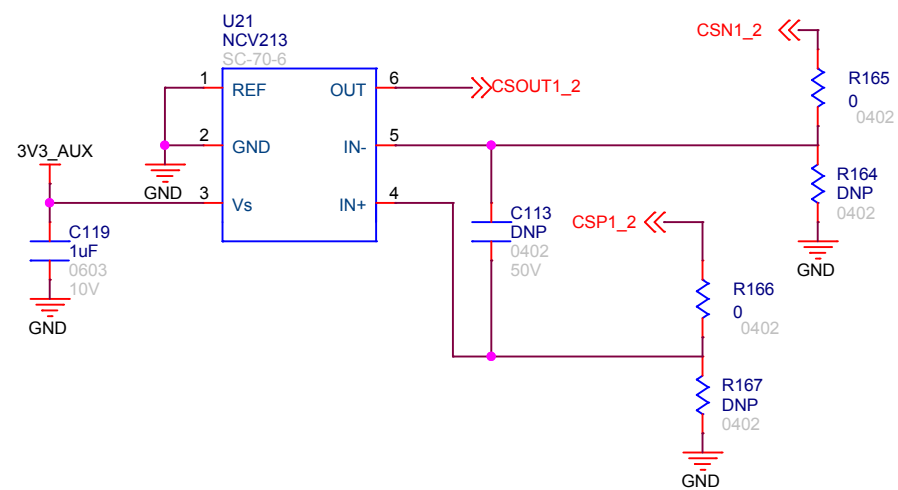 U21
NCV213
SC-70-6
1
REF
OUT
6
CSOUT1_2
2
GND
IN-
5
3
Vs
IN+
4
GND
3V3_AUX
C119
1uF
0603
10V
GND
C113
DNP
0402
50V
CSN1_2
R165
0
0402
R164
DNP
0402
GND
CSP1_2
R166
0
0402
R167
DNP
0402
GND